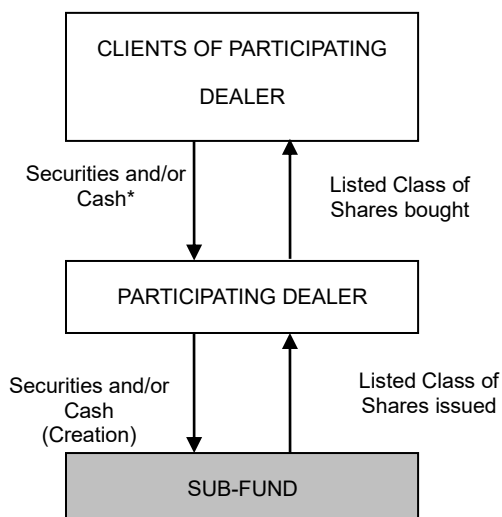 CLIENTS OF PARTICIPATING
DEALER
Securities and/or
Cash*
Listed Class of
Shares bought
PARTICIPATING DEALER
Securities and/or
Cash
(Creation)
Listed Class of
Shares issued
SUB-FUND